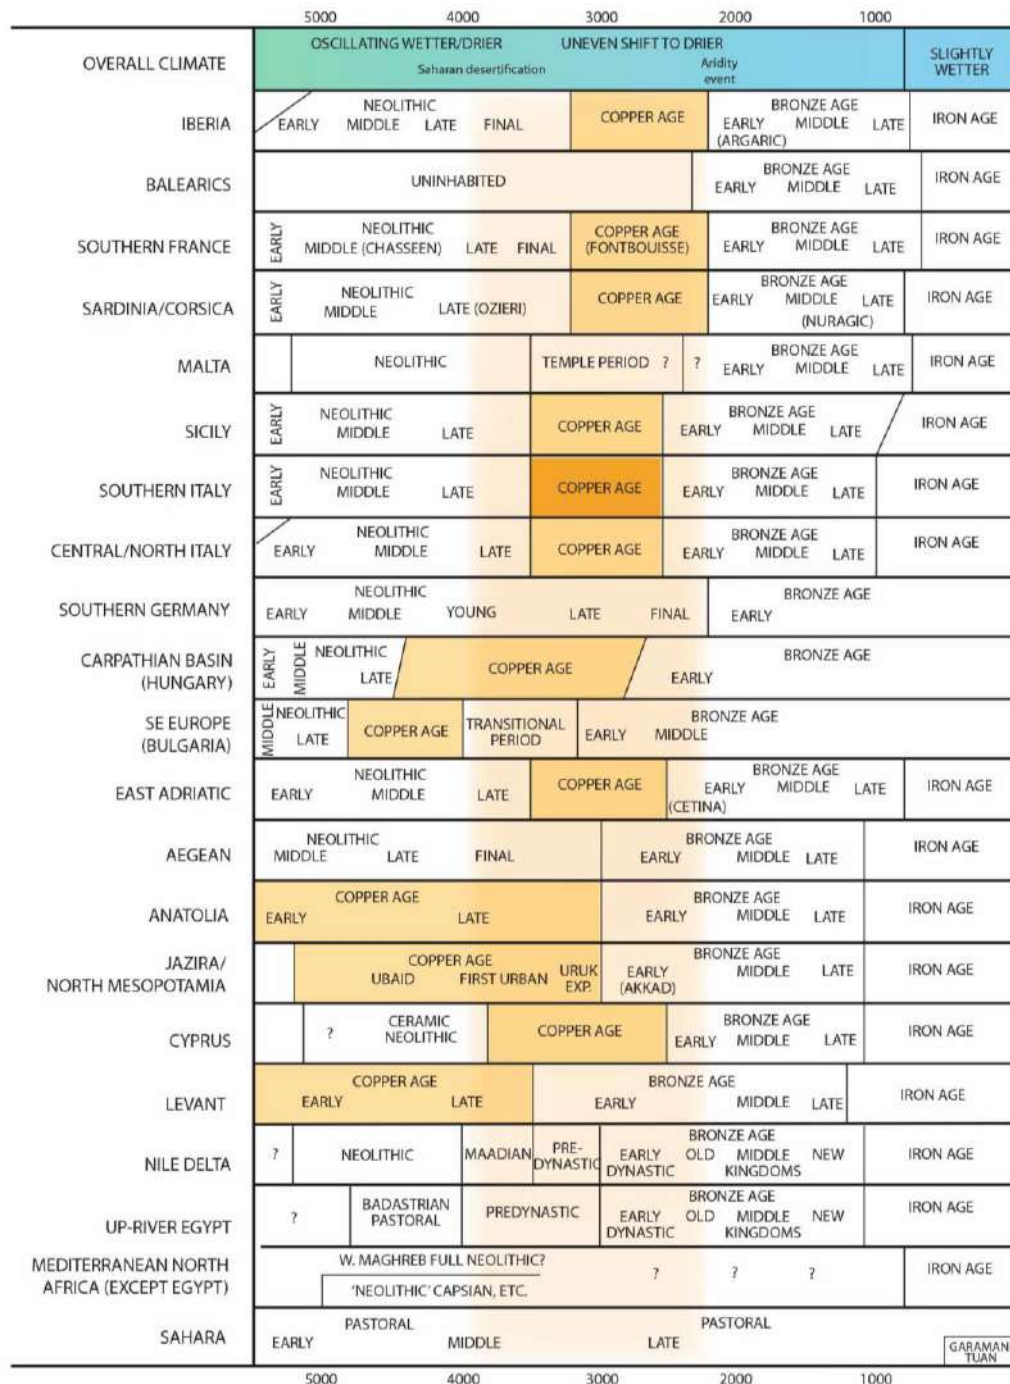 5000 4000 3000 2000 1000
OVERALL CLIMATE
OSCILLATING WETTER/DRIER
UNEVEN SHIFT TO DRIER
Saharan desertification
Aridity
event
SLIGHTLY
WETTER
IBERIA
NEOLITHIC
EARLY MIDDLE LATE FINAL
COPPER AGE
BRONZE AGE
EARLY MIDDLE LATE
(ARGARIC)
IRON AGE
BALEARICS
UNINHABITED
BRONZE AGE
EARLY MIDDLE LATE
IRON AGE
SOUTHERN FRANCE
EARLY
NEOLITHIC
MIDDLE (CHASSEEN) LATE FINAL
COPPER AGE
(FONTBOUISSE)
BRONZE AGE
EARLY MIDDLE LATE
IRON AGE
SARDINIA/CORSICA
EARLY
NEOLITHIC
MIDDLE LATE (OZIERI)
COPPER AGE
BRONZE AGE
EARLY MIDDLE LATE
(NURAGIC)
IRON AGE
MALTA
NEOLITHIC
TEMPLE PERIOD ?
?
BRONZE AGE
EARLY MIDDLE LATE
IRON AGE
SICILY
EARLY
NEOLITHIC
MIDDLE LATE
COPPER AGE
BRONZE AGE
EARLY MIDDLE LATE
IRON AGE
SOUTHERN ITALY
EARLY
NEOLITHIC
MIDDLE LATE
COPPER AGE
BRONZE AGE
EARLY MIDDLE LATE
IRON AGE
CENTRAL/NORTH ITALY
NEOLITHIC
EARLY MIDDLE LATE
COPPER AGE
BRONZE AGE
EARLY MIDDLE LATE
IRON AGE
SOUTHERN GERMANY
NEOLITHIC
EARLY MIDDLE YOUNG LATE FINAL
BRONZE AGE
EARLY
CARPATHIAN BASIN
(HUNGARY)
EARLY
MIDDLE
NEOLITHIC
LATE
COPPER AGE
BRONZE AGE
EARLY
SE EUROPE
(BULGARIA)
MIDDLE
NEOLITHIC
LATE
COPPER AGE
TRANSITIONAL
PERIOD
BRONZE AGE
EARLY MIDDLE
EAST ADRIATIC
NEOLITHIC
EARLY MIDDLE LATE
COPPER AGE
BRONZE AGE
EARLY MIDDLE LATE
(CETINA)
IRON AGE
AEGEAN
NEOLITHIC
MIDDLE LATE FINAL
BRONZE AGE
EARLY MIDDLE LATE
IRON AGE
ANATOLIA
COPPER AGE
EARLY LATE
BRONZE AGE
EARLY MIDDLE LATE
IRON AGE
JAZIRA/
NORTH MESOPOTAMIA
COPPER AGE
UBAID FIRST URBAN
URUK
EXP.
BRONZE AGE
EARLY MIDDLE LATE
(AKKAD)
IRON AGE
CYPRUS
?
CERAMIC
NEOLITHIC
COPPER AGE
BRONZE AGE
EARLY MIDDLE LATE
IRON AGE
LEVANT
COPPER AGE
EARLY LATE
BRONZE AGE
EARLY MIDDLE LATE
IRON AGE
NILE DELTA
?
NEOLITHIC
MAADIAN
PRE-
DYNASTIC
BRONZE AGE
EARLY OLD MIDDLE NEW
DYNASTIC KINGDOMS
IRON AGE
UP-RIVER EGYPT
?
BADASTRIAN
PASTORAL
PREDYNASTIC
BRONZE AGE
EARLY OLD MIDDLE NEW
DYNASTIC KINGDOMS
IRON AGE
MEDITERRANEAN NORTH
AFRICA (EXCEPT EGYPT)
W. MAGHREB FULL NEOLITHIC?
'NEOLITHIC' CAPSIAN, ETC.
? ? ?
IRON AGE
SAHARA
PASTORAL PASTORAL
EARLY MIDDLE LATE
GARAMAN
TUAN
5000 4000 3000 2000 1000